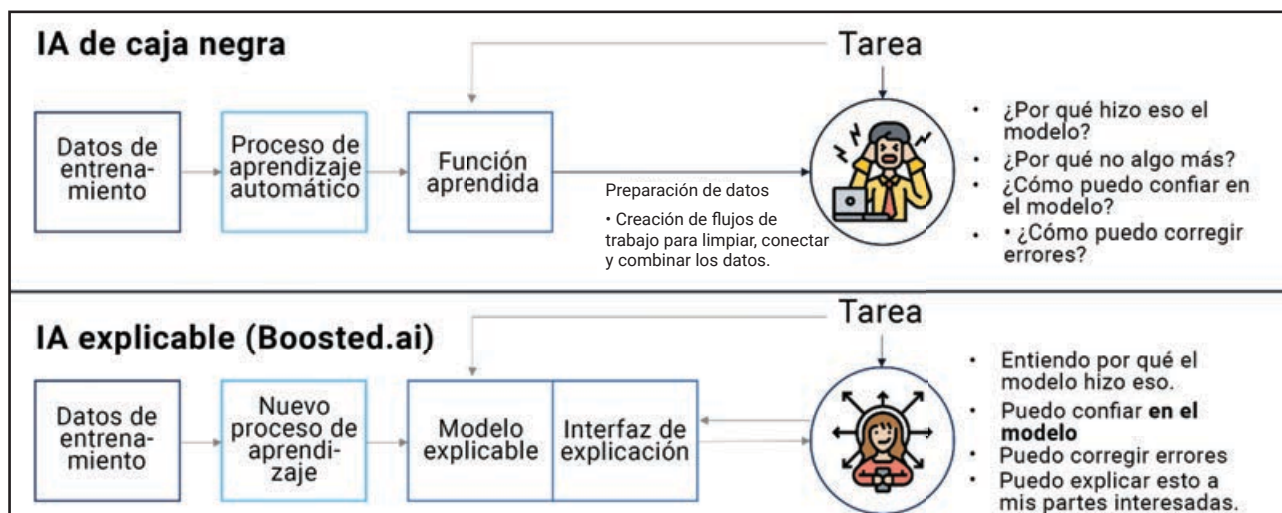 IA de caja negra
Tarea
Datos de
entrena-
miento
Proceso de
aprendizaje
automático
Función
aprendida
Preparación de datos
• Creación de flujos de
trabajo para limpiar, conectar
y combinar los datos.
• ¿Por qué hizo eso el
modelo?
• ¿Por qué no algo más?
• ¿Cómo puedo confiar en
el modelo?
• • ¿Cómo puedo corregir
errores?
IA explicable (Boosted.ai)
Tarea
Datos de
entrena-
miento
Nuevo
proceso de
aprendi-
zaje
Modelo
explicable
Interfaz de
explicación
• Entiendo por qué el
modelo hizo eso.
• Puedo confiar en el
modelo
• Puedo corregir errores
• Puedo explicar esto a
mis partes interesadas.